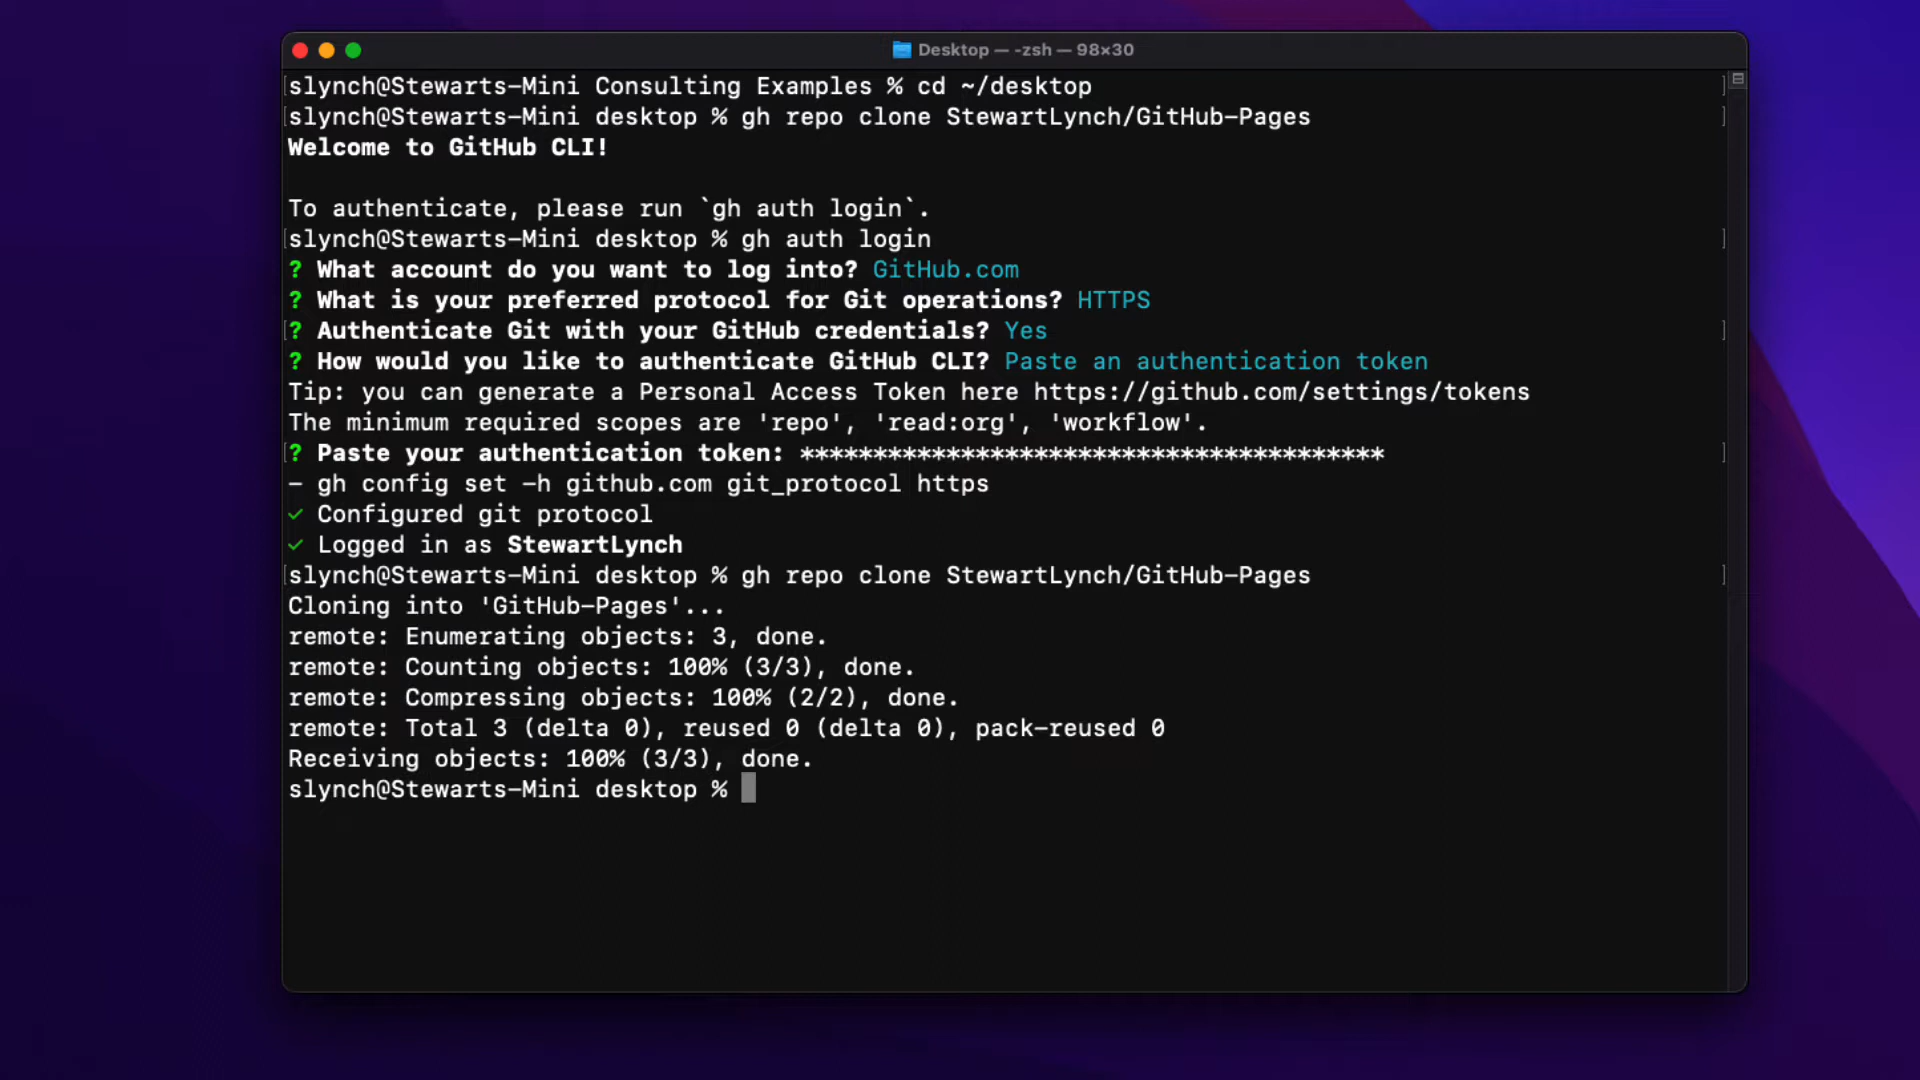 Desktop — -zsh — 98×30
slynch@Stewarts-Mini Consulting Examples % cd ~/desktop
slynch@Stewarts-Mini desktop % gh repo clone StewartLynch/GitHub-Pages
Welcome to GitHub CLI!
To authenticate, please run `gh auth login`.
slynch@Stewarts-Mini desktop % gh auth login
? What account do you want to log into? GitHub.com
? What is your preferred protocol for Git operations? HTTPS
? Authenticate Git with your GitHub credentials? Yes
? How would you like to authenticate GitHub CLI? Paste an authentication token
Tip: you can generate a Personal Access Token here https://github.com/settings/tokens
The minimum required scopes are 'repo', 'read:org', 'workflow'.
? Paste your authentication token: ****************************************
- gh config set -h github.com git_protocol https
✓ Configured git protocol
✓ Logged in as StewartLynch
slynch@Stewarts-Mini desktop % gh repo clone StewartLynch/GitHub-Pages
Cloning into 'GitHub-Pages'...
remote: Enumerating objects: 3, done.
remote: Counting objects: 100% (3/3), done.
remote: Compressing objects: 100% (2/2), done.
remote: Total 3 (delta 0), reused 0 (delta 0), pack-reused 0
Receiving objects: 100% (3/3), done.
slynch@Stewarts-Mini desktop %